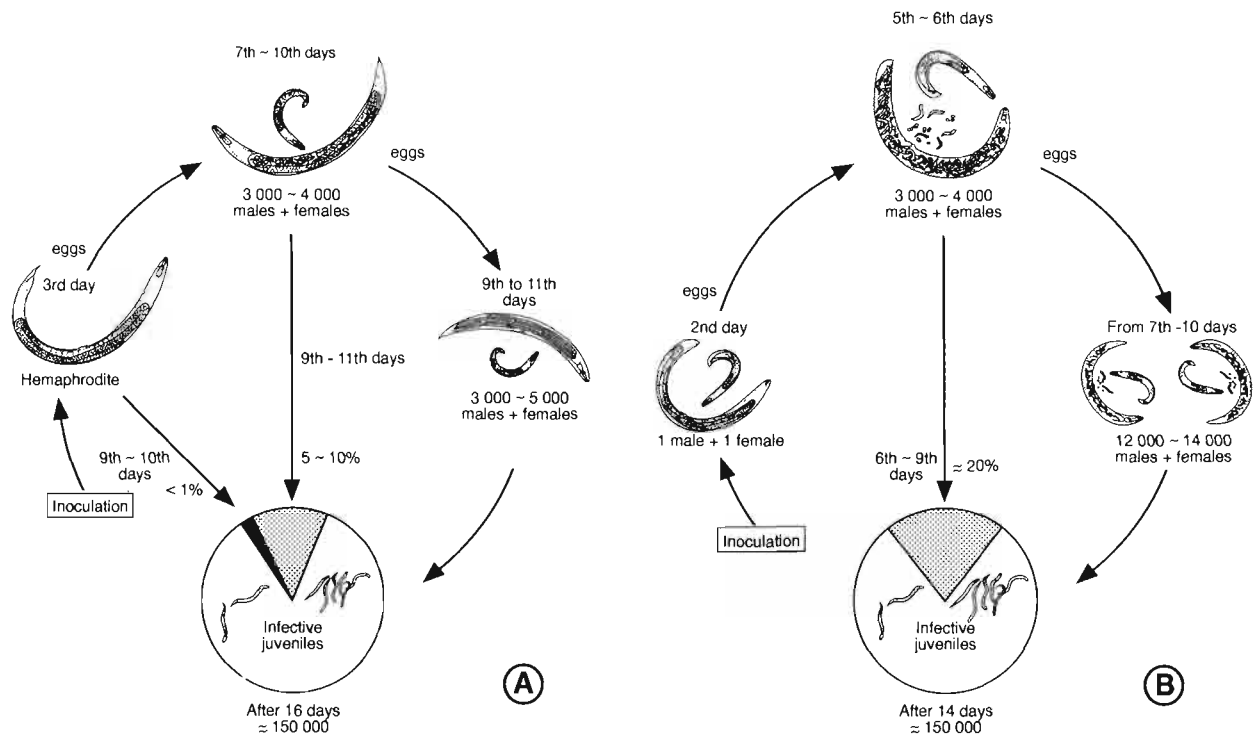 7th ~ 10th days
eggs
3 000 ~ 4 000
males + females
eggs
3rd day
Hemaphrodite
9th to 11th
days
3 000 ~ 5 000
males + females
9th - 11th days
9th ~ 10th
days
< 1%
5 ~ 10%
Inoculation
Infective
juveniles
After 16 days
≈ 150 000
A
5th ~ 6th days
eggs
3 000 ~ 4 000
males + females
eggs
2nd day
1 male + 1 female
From 7th -10 days
12 000 ~ 14 000
males + females
6th ~ 9th
days
≈ 20%
Inoculation
Infective
juveniles
After 14 days
≈ 150 000
B